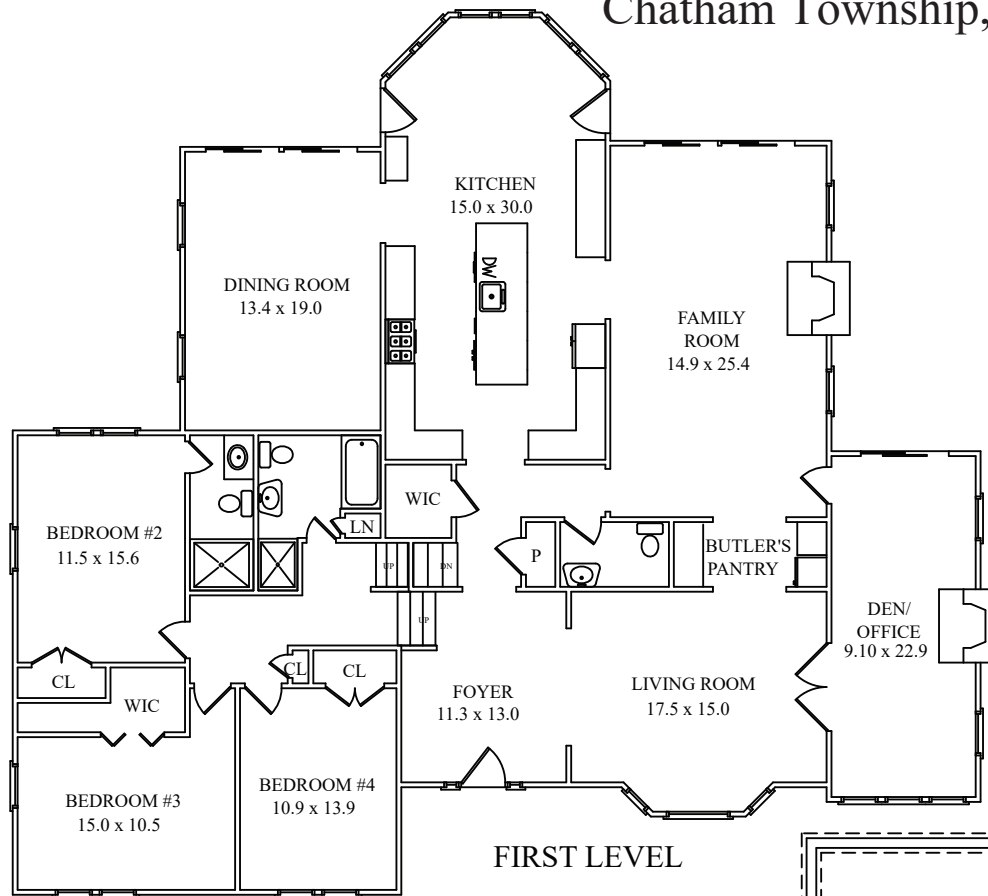 Chatham Township,
KITCHEN
15.0 x 30.0
DW
DINING ROOM
13.4 x 19.0
FAMILY
ROOM
14.9 x 25.4
WIC
BEDROOM #2
11.5 x 15.6
LN
P
BUTLER'S
PANTRY
UP
DN
UP
DEN/
OFFICE
9.10 x 22.9
CL
WIC
CL
CL
FOYER
11.3 x 13.0
LIVING ROOM
17.5 x 15.0
BEDROOM #3
15.0 x 10.5
BEDROOM #4
10.9 x 13.9
FIRST LEVEL